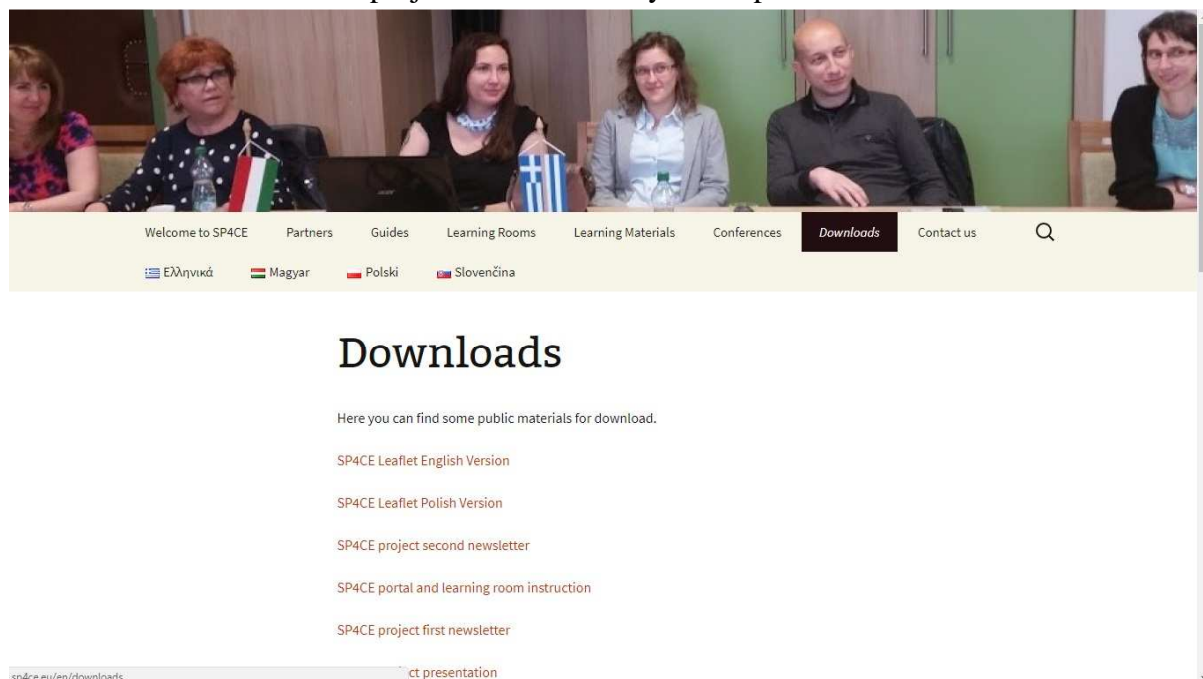 Welcome to SP4CE Partners Guides Learning Rooms Learning Materials Conferences Downloads Contact us
Ελληνικά Magyar Polski Slovenčina
Downloads
Here you can find some public materials for download.
SP4CE Leaflet English Version
SP4CE Leaflet Polish Version
SP4CE project second newsletter
SP4CE portal and learning room instruction
SP4CE project first newsletter
presentation
sp4ce.eu/en/downloads